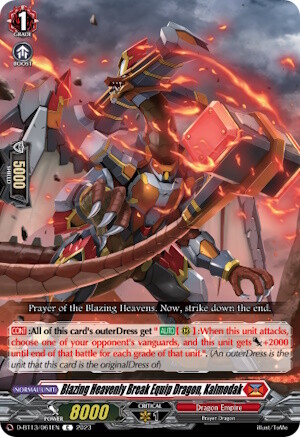 1
GRADE
BOOST
5000
SHIELD
Prayer of the Blazing Heavens. Now, strike down the end.
CONT:All of this card's outerDress get "AUTO 1:When this unit attacks,
choose one of your opponent's vanguards, and this unit gets +2000
until end of that battle for each grade of that unit.". (An outerDress is the
unit that this card is the originalDress of)
NORMAL UNIT
Blazing Heavenly Break Equip Dragon, Kalmodak
POWER 8000
CRITICAL
1
Dragon Empire
Prayer Dragon
D-BT13/061EN C 2023
Illust/ToMo